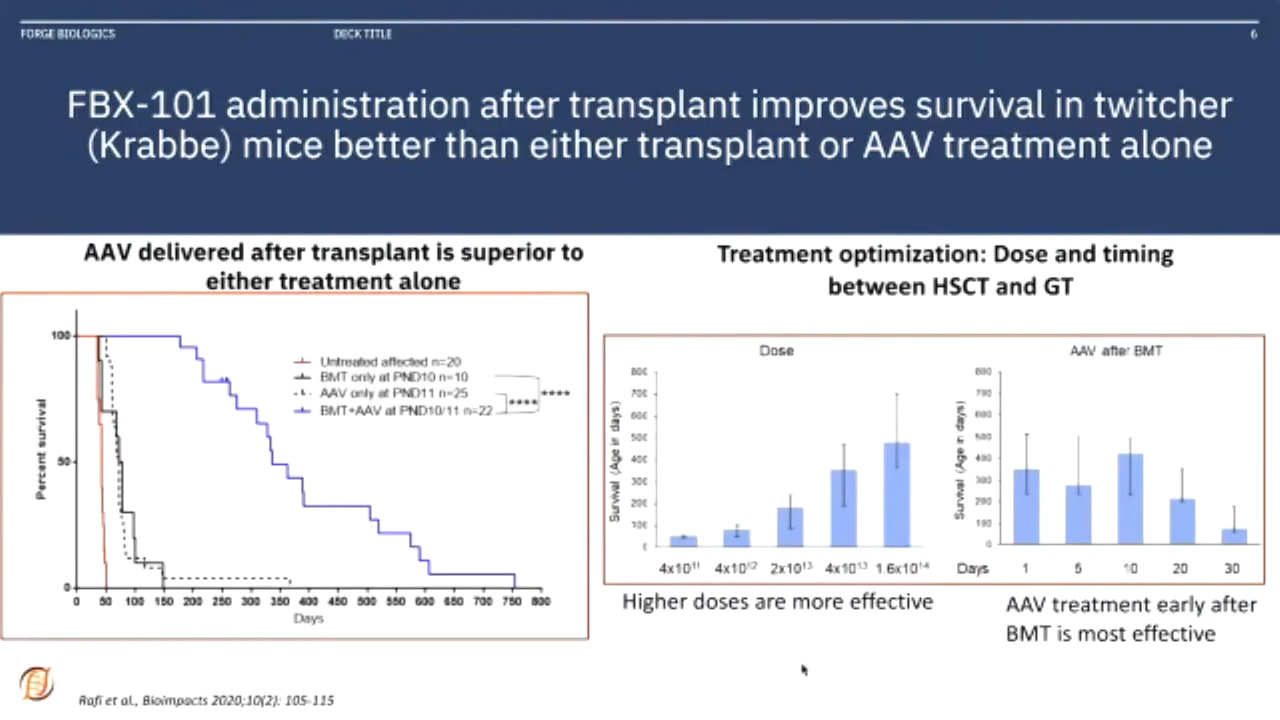 FORGE BIOLOGICS
DECK TITLE
6
FBX-101 administration after transplant improves survival in twitcher
(Krabbe) mice better than either transplant or AAV treatment alone
AAV delivered after transplant is superior to
either treatment alone
Percent survival
100
50
0
Untreated affected n=20
BMT only at PND10 n=10
AAV only at PND11 n=25
BMT+AAV at PND10/11 n=22
****
****
0 50 100 150 200 250 300 350 400 450 500 550 600 650 700 750 800
Days
Treatment optimization: Dose and timing
between HSCT and GT
Dose
Survival (Age in days)
800
700
600
500
400
300
200
100
0
4x10¹¹ 4x10¹² 2x10¹³ 4x10¹³ 1.6x10¹⁴
Higher doses are more effective
AAV after BMT
Survival (Age in days)
800
700
600
500
400
300
200
100
0
Days 1 5 10 20 30
AAV treatment early after
BMT is most effective
Rafi et al., Bioimpacts 2020;10(2): 105-115